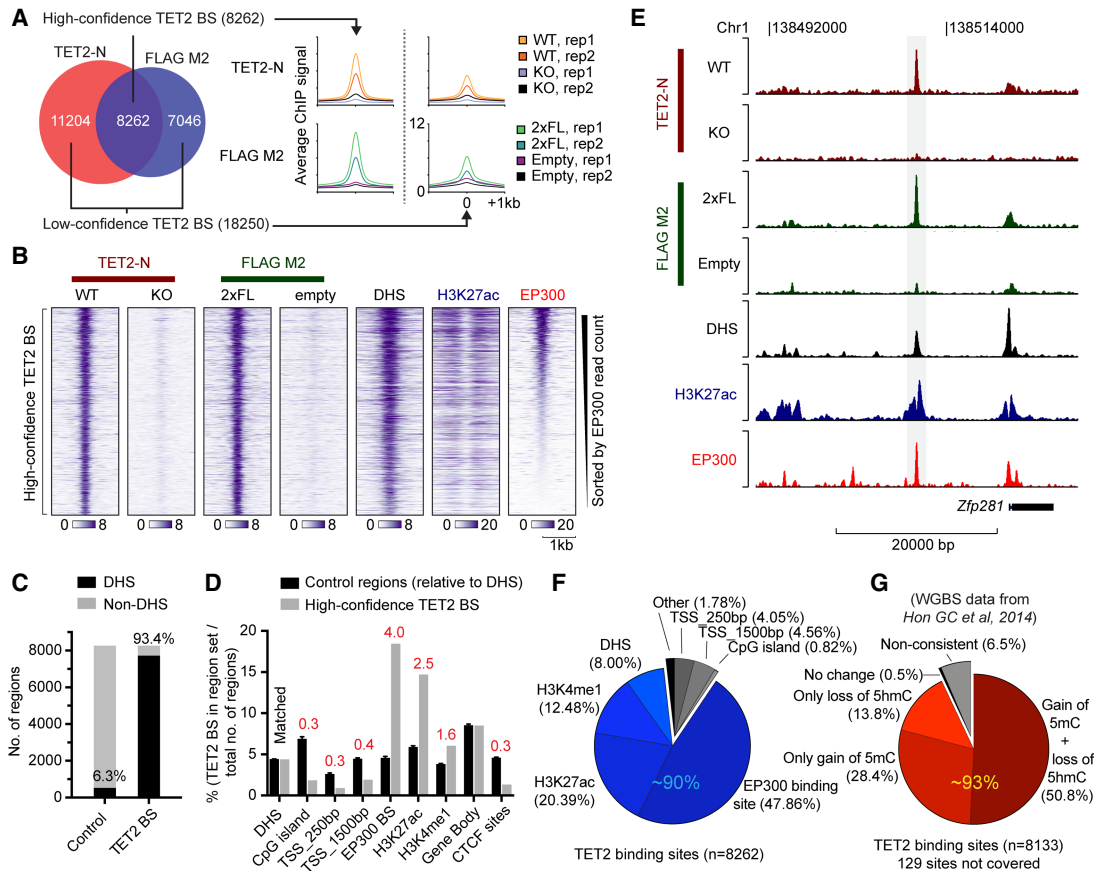 A
High-confidence TET2 BS (8262)
TET2-N
FLAG M2
11204
8262
7046
Low-confidence TET2 BS (18250)
Average ChIP signal
TET2-N
FLAG M2
12
0
0
+1kb
WT, rep1
WT, rep2
KO, rep1
KO, rep2
2xFL, rep1
2xFL, rep2
Empty, rep1
Empty, rep2
B
TET2-N
FLAG M2
WT
KO
2xFL
empty
DHS
H3K27ac
EP300
High-confidence TET2 BS
Sorted by EP300 read count
0 8
0 8
0 8
0 8
0 8
0 20
0 20
1kb
C
DHS
Non-DHS
No. of regions
8000
6000
4000
2000
0
6.3%
93.4%
Control
TET2 BS
D
Control regions (relative to DHS)
High-confidence TET2 BS
% (TET2 BS in region set /
total no. of regions)
20
15
10
5
0
Matched
0.3
0.3
0.4
4.0
2.5
1.6
0.3
DHS
CpG island
TSS_250bp
TSS_1500bp
EP300 BS
H3K27ac
H3K4me1
Gene Body
CTCF sites
E
Chr1
138492000
138514000
TET2-N
FLAG M2
WT
KO
2xFL
Empty
DHS
H3K27ac
EP300
Zfp281
20000 bp
F
Other (1.78%)
TSS_250bp (4.05%)
TSS_1500bp (4.56%)
CpG island (0.82%)
DHS
(8.00%)
H3K4me1
(12.48%)
H3K27ac
(20.39%)
~90%
EP300 binding
site (47.86%)
TET2 binding sites (n=8262)
G
(WGBS data from
Hon GC et al, 2014)
Non-consistent (6.5%)
No change (0.5%)
Only loss of 5hmC
(13.8%)
Only gain of 5mC
(28.4%)
~93%
Gain of
5mC
+
loss of
5hmC
(50.8%)
TET2 binding sites (n=8133)
129 sites not covered